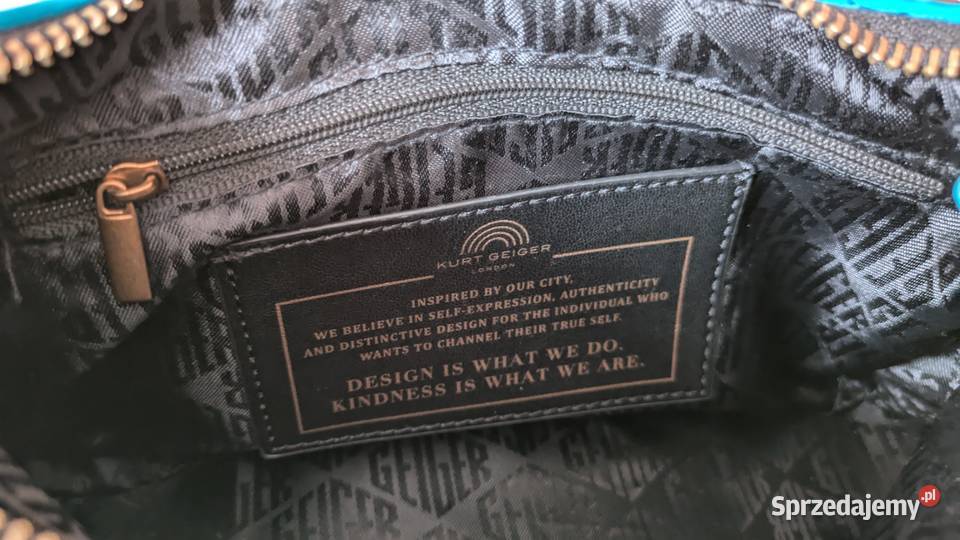 KURT GEIGER
LONDON
INSPIRED BY OUR CITY,
WE BELIEVE IN SELF-EXPRESSION, AUTHENTICITY
AND DISTINCTIVE DESIGN FOR THE INDIVIDUAL WHO
WANTS TO CHANNEL THEIR TRUE SELF.
DESIGN IS WHAT WE DO.
KINDNESS IS WHAT WE ARE.
GEIGER
GEIGER
Sprzedajemy.pl